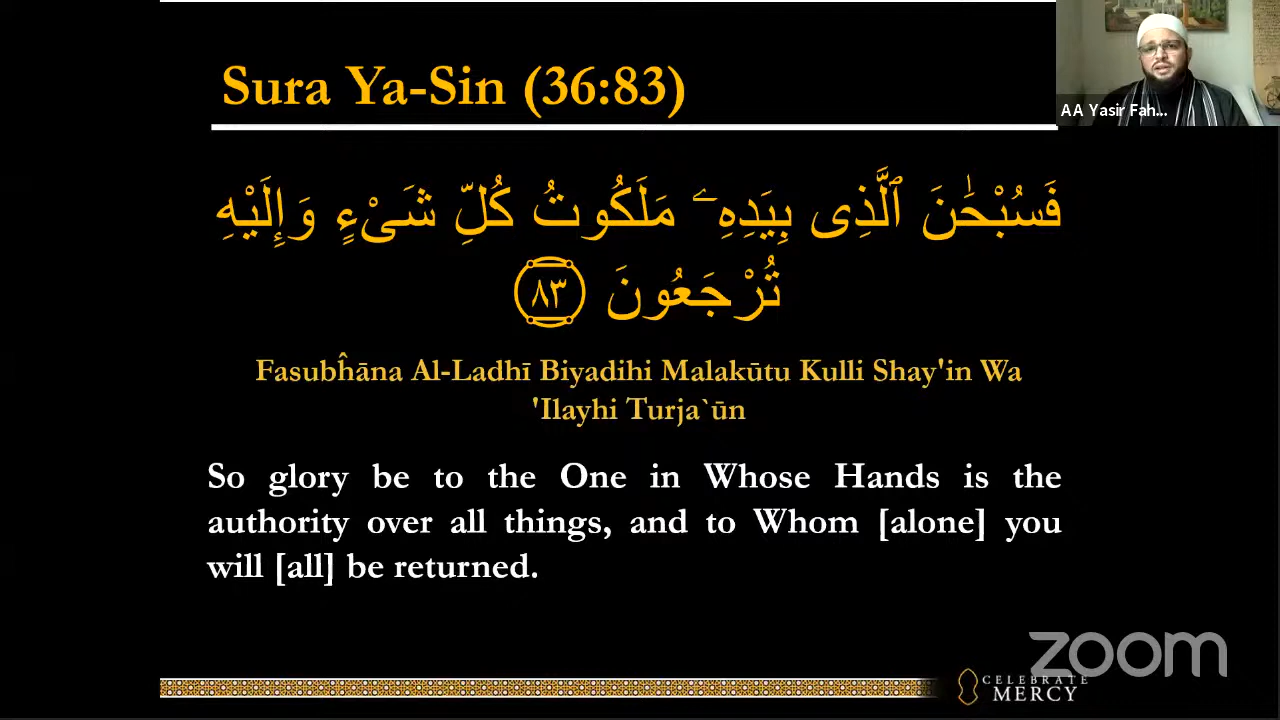 Sura Ya-Sin (36:83)
AA Yasir Fah...
فَسُبْحَٰنَ ٱلَّذِى بِيَدِهِۦ مَلَكُوتُ كُلِّ شَىْءٍ وَإِلَيْهِ
تُرْجَعُونَ ٨٣
Fasubĥāna Al-Ladhī Biyadihi Malakūtu Kulli Shay'in Wa
'Ilayhi Turja`ūn
So glory be to the One in Whose Hands is the
authority over all things, and to Whom [alone] you
will [all] be returned.
zoom
CELEBRATE
MERCY